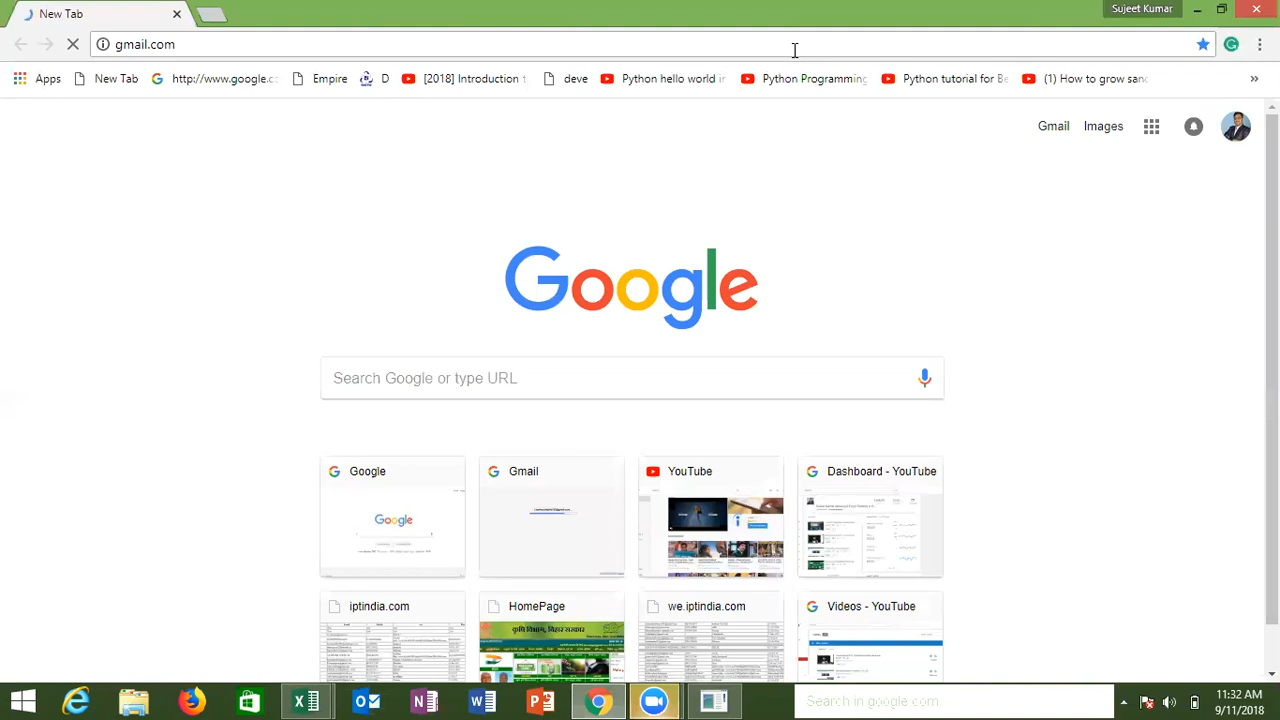 New Tab
Sujeet Kumar
gmail.com
Apps
New Tab
http://www.google.c
Empire
D
[2018] Introduction t
deve
Python hello world i
Python Programming
Python tutorial for Be
(1) How to grow sand
»
Gmail
Images
Google
Search Google or type URL
Google
Gmail
YouTube
Dashboard - YouTube
Google
iptindia.com
HomePage
we.iptindia.com
Videos - YouTube
Search in google.com
11:32 AM
9/11/2018